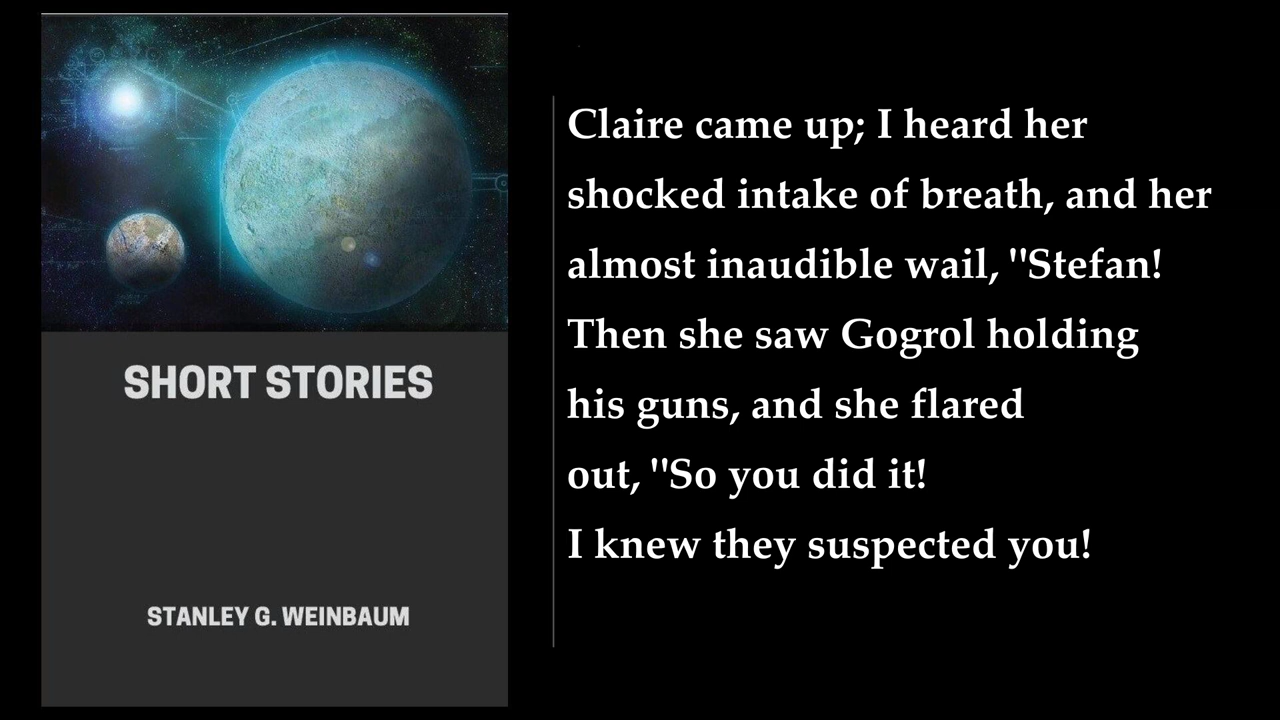 SHORT STORIES
STANLEY G. WEINBAUM
Claire came up; I heard her
shocked intake of breath, and her
almost inaudible wail, "Stefan!
Then she saw Gogrol holding
his guns, and she flared
out, "So you did it!
I knew they suspected you!